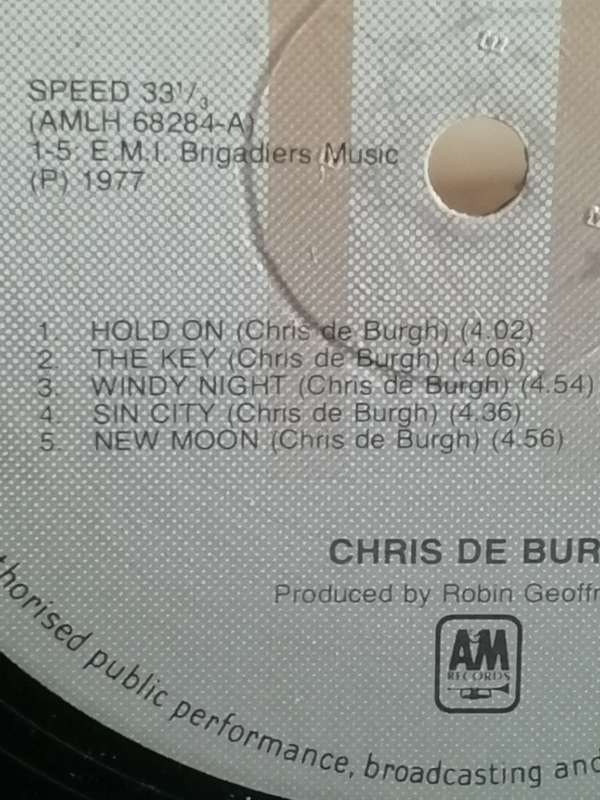 SPEED 33 1/3
(AMLH 68284-A)
1-5: E.M.I. Brigadiers Music
(P) 1977
1. HOLD ON (Chris de Burgh) (4.02)
2. THE KEY (Chris de Burgh) (4.06)
3. WINDY NIGHT (Chris de Burgh) (4.54)
4. SIN CITY (Chris de Burgh) (4.36)
5. NEW MOON (Chris de Burgh) (4.56)
CHRIS DE BUR
Produced by Robin Geoffr
A&M
RECORDS
thorised public performance, broadcasting and